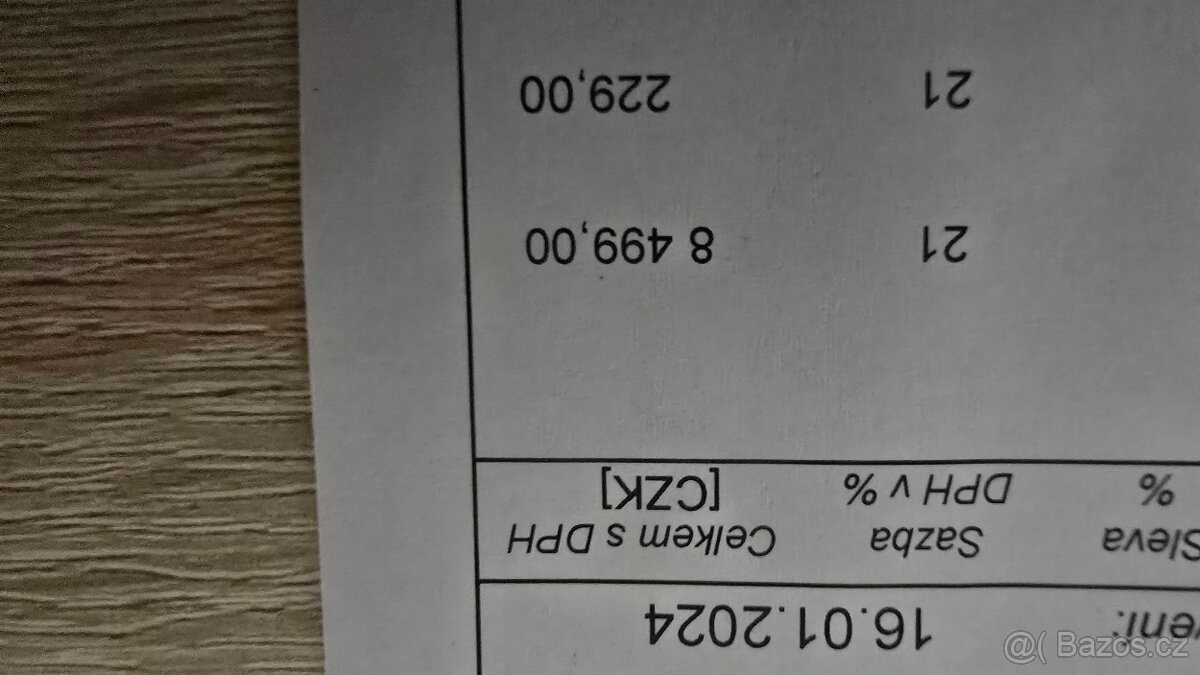 16.01.2024
Sleva Sazba Celkem s DPH
% DPH v % [CZK]
21 8 499,00
21 229,00
@( Bazos.cz